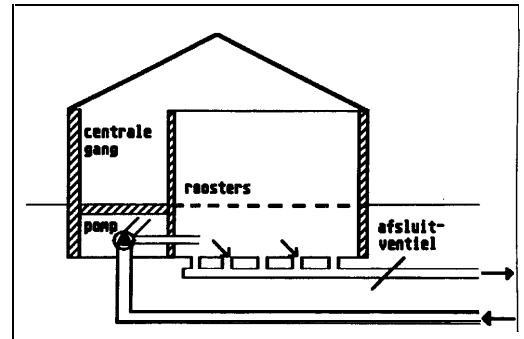 centrale
gang
roosters
pomp
afsluit-
ventiel